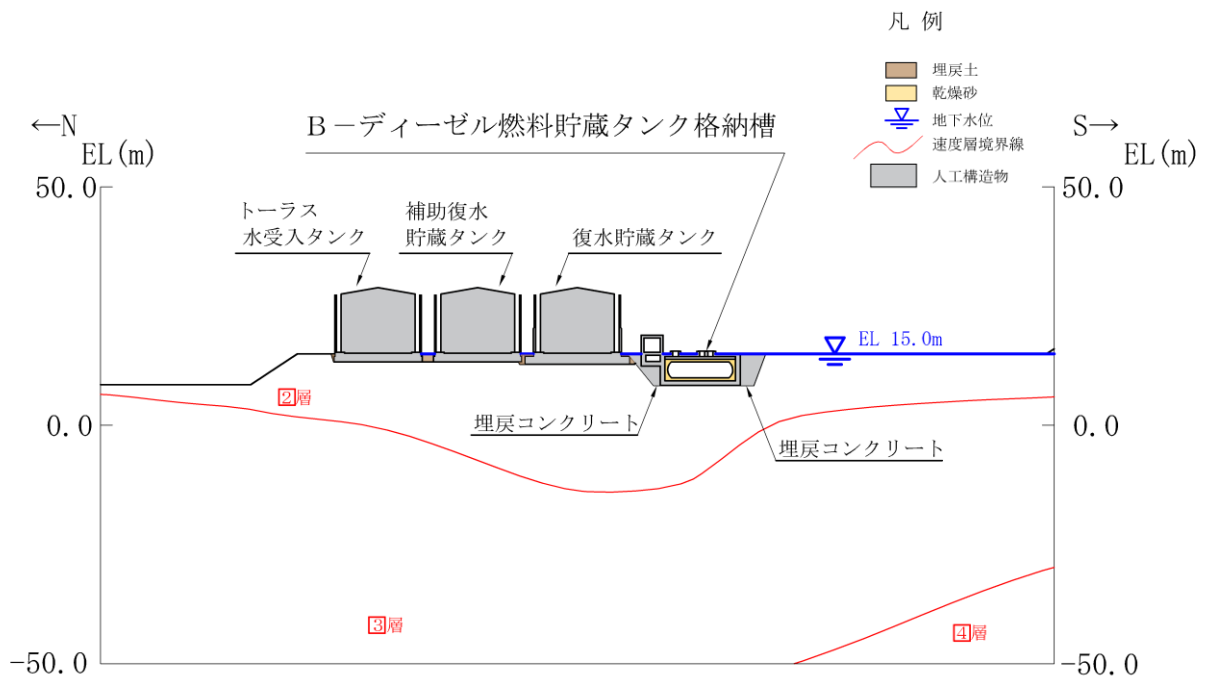 凡 例
埋戻土
乾燥砂
地下水位
速度層境界線
人工構造物
←N
EL(m)
S→
EL(m)
B－ディーゼル燃料貯蔵タンク格納槽
50.0
50.0
トーラス
水受入タンク
補助復水
貯蔵タンク
復水貯蔵タンク
EL 15.0m
2層
0.0
0.0
埋戻コンクリート
埋戻コンクリート
3層
4層
-50.0
-50.0